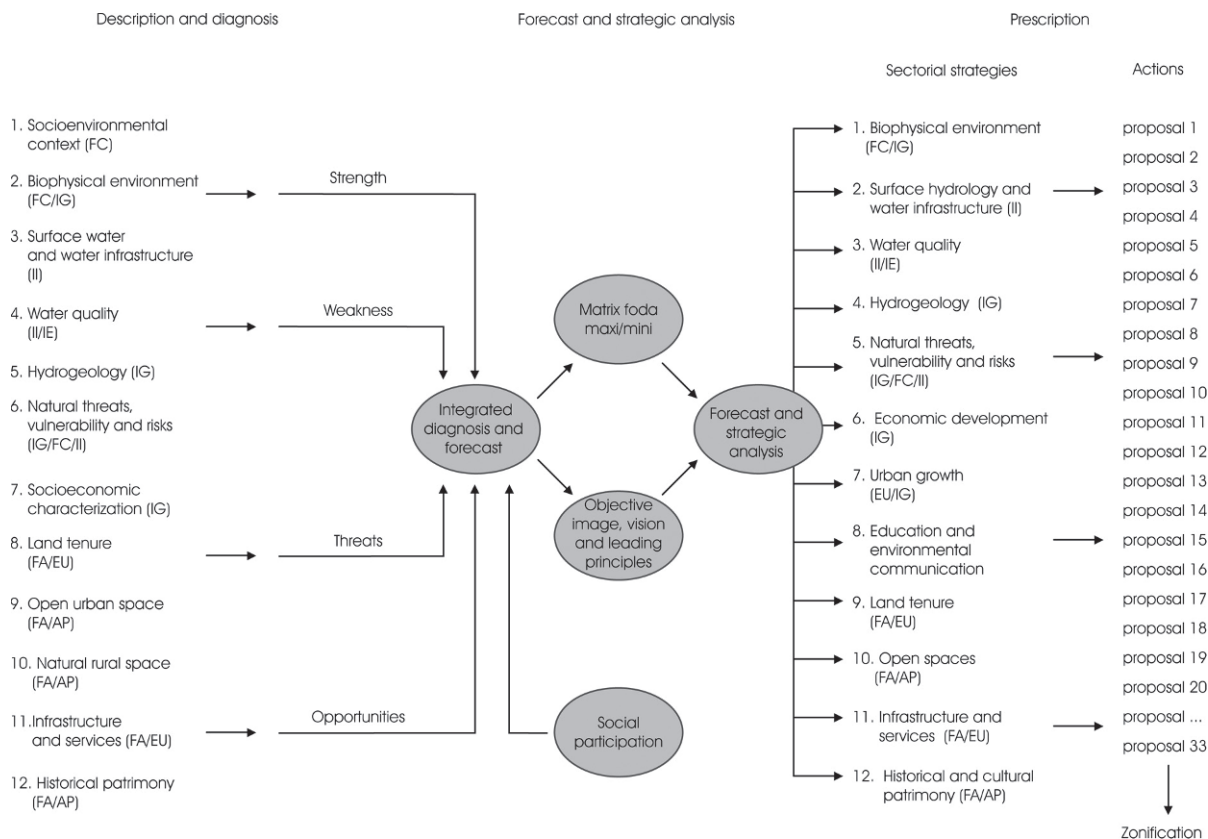 Description and diagnosis
Forecast and strategic analysis
Prescription
Sectorial strategies
Actions
1. Socioenvironmental
context (FC)
2. Biophysical environment
(FC/IG)
3. Surface water
and water infrastructure
(II)
4. Water quality
(II/IE)
5. Hydrogeology (IG)
6. Natural threats,
vulnerability and risks
(IG/FC/II)
7. Socioeconomic
characterization (IG)
8. Land tenure
(FA/EU)
9. Open urban space
(FA/AP)
10. Natural rural space
(FA/AP)
11.Infrastructure
and services (FA/EU)
12. Historical patrimony
(FA/AP)
Strength
Weakness
Threats
Opportunities
Integrated
diagnosis and
forecast
Matrix foda
maxi/mini
Objective
image, vision
and leading
principles
Social
participation
Forecast and
strategic
analysis
1. Biophysical environment
(FC/IG)
2. Surface hydrology and
water infrastructure (II)
3. Water quality
(II/IE)
4. Hydrogeology (IG)
5. Natural threats,
vulnerability and risks
(IG/FC/II)
6. Economic development
(IG)
7. Urban growth
(EU/IG)
8. Education and
environmental
communication
9. Land tenure
(FA/EU)
10. Open spaces
(FA/AP)
11. Infrastructure and
services (FA/EU)
12. Historical and cultural
patrimony (FA/AP)
proposal 1
proposal 2
proposal 3
proposal 4
proposal 5
proposal 6
proposal 7
proposal 8
proposal 9
proposal 10
proposal 11
proposal 12
proposal 13
proposal 14
proposal 15
proposal 16
proposal 17
proposal 18
proposal 19
proposal 20
proposal ...
proposal 33
Zonification